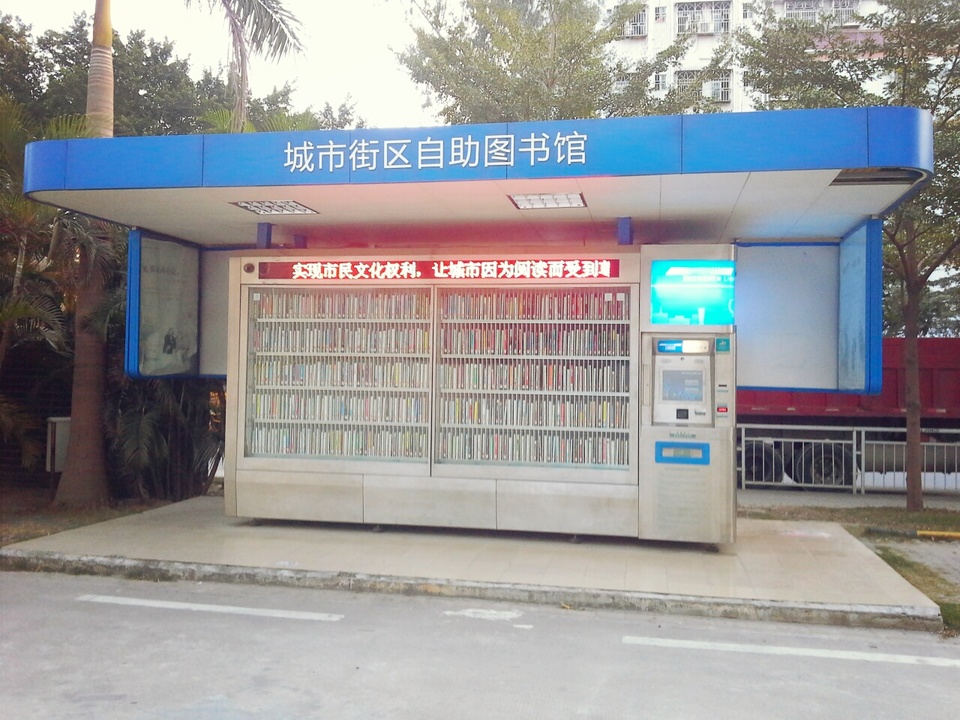 城市街区自助图书馆
实现市民文化权利，让城市因为阅读而受到